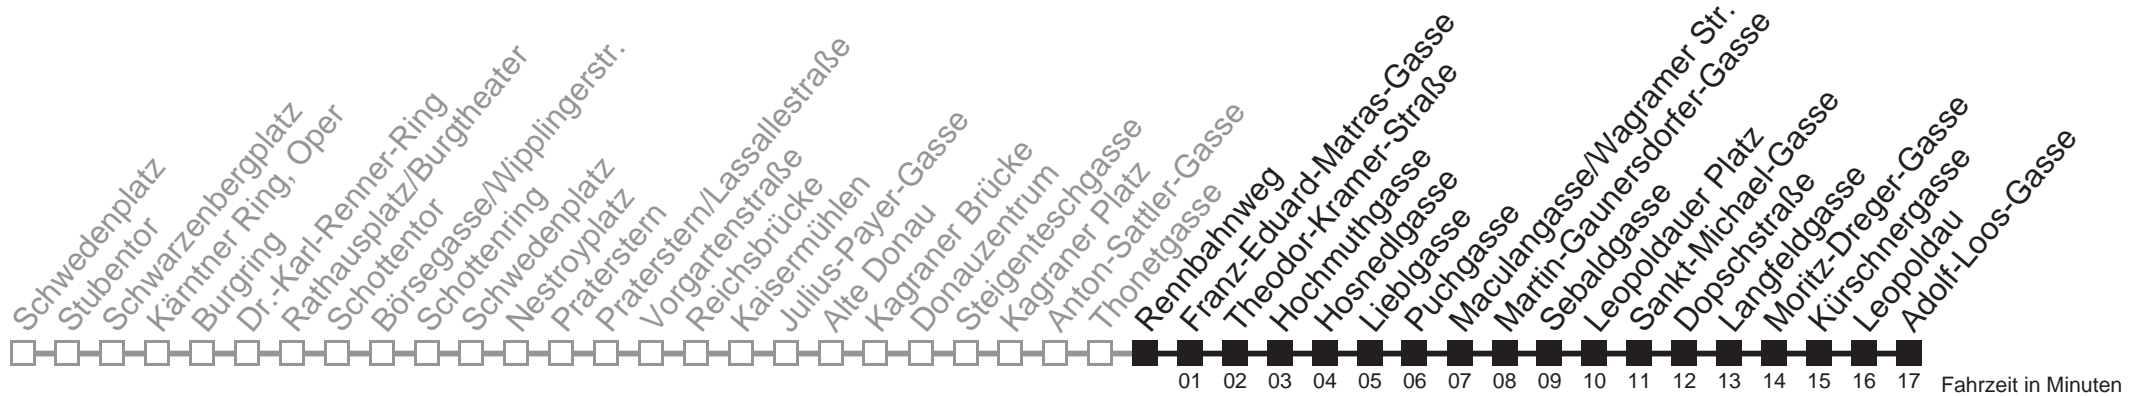 Schwedenplatz
Stubentor
Schwarzenbergplatz
Kärntner Ring, Oper
Burgring
Dr.-Karl-Renner-Ring
Rathausplatz/Burgtheater
Schottentor
Börsegasse/Wipplingerstr.
Schottenring
Schwedenplatz
Nestroyplatz
Praterstern
Praterstern/Lassallestraße
Vorgartenstraße
Reichsbrücke
Kaisermühlen
Julius-Payer-Gasse
Alte Donau
Kagraner Brücke
Donauzentrum
Steigenteschgasse
Kagraner Platz
Anton-Sattler-Gasse
Thonetgasse
Rennbahnweg
Franz-Eduard-Matras-Gasse
Theodor-Kramer-Straße
Hochmuthgasse
Hosnedlgasse
Lieblgasse
Puchgasse
Maculangasse/Wagramer Str.
Martin-Gaunersdorfer-Gasse
Sebaldgasse
Leopoldauer Platz
Sankt-Michael-Gasse
Dopschstraße
Langfeldgasse
Moritz-Dreger-Gasse
Kürschnergasse
Leopoldau
Adolf-Loos-Gasse
01 02 03 04 05 06 07 08 09 10 11 12 13 14 15 16 17 Fahrzeit in Minuten